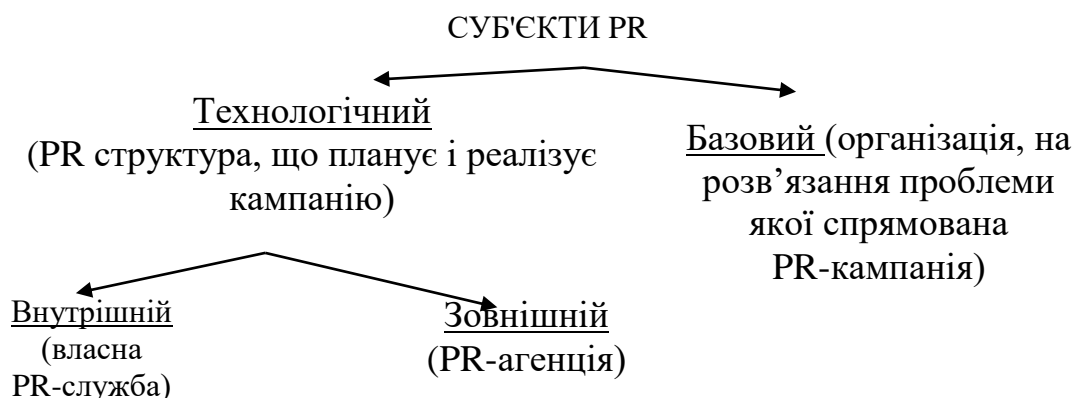 СУБ'ЄКТИ PR
Технологічний
(PR структура, що планує і реалізує
кампанію)
Базовий (організація, на
розв’язання проблеми
якої спрямована
PR-кампанія)
Внутрішній
(власна
PR-служба)
Зовнішній
(PR-агенція)